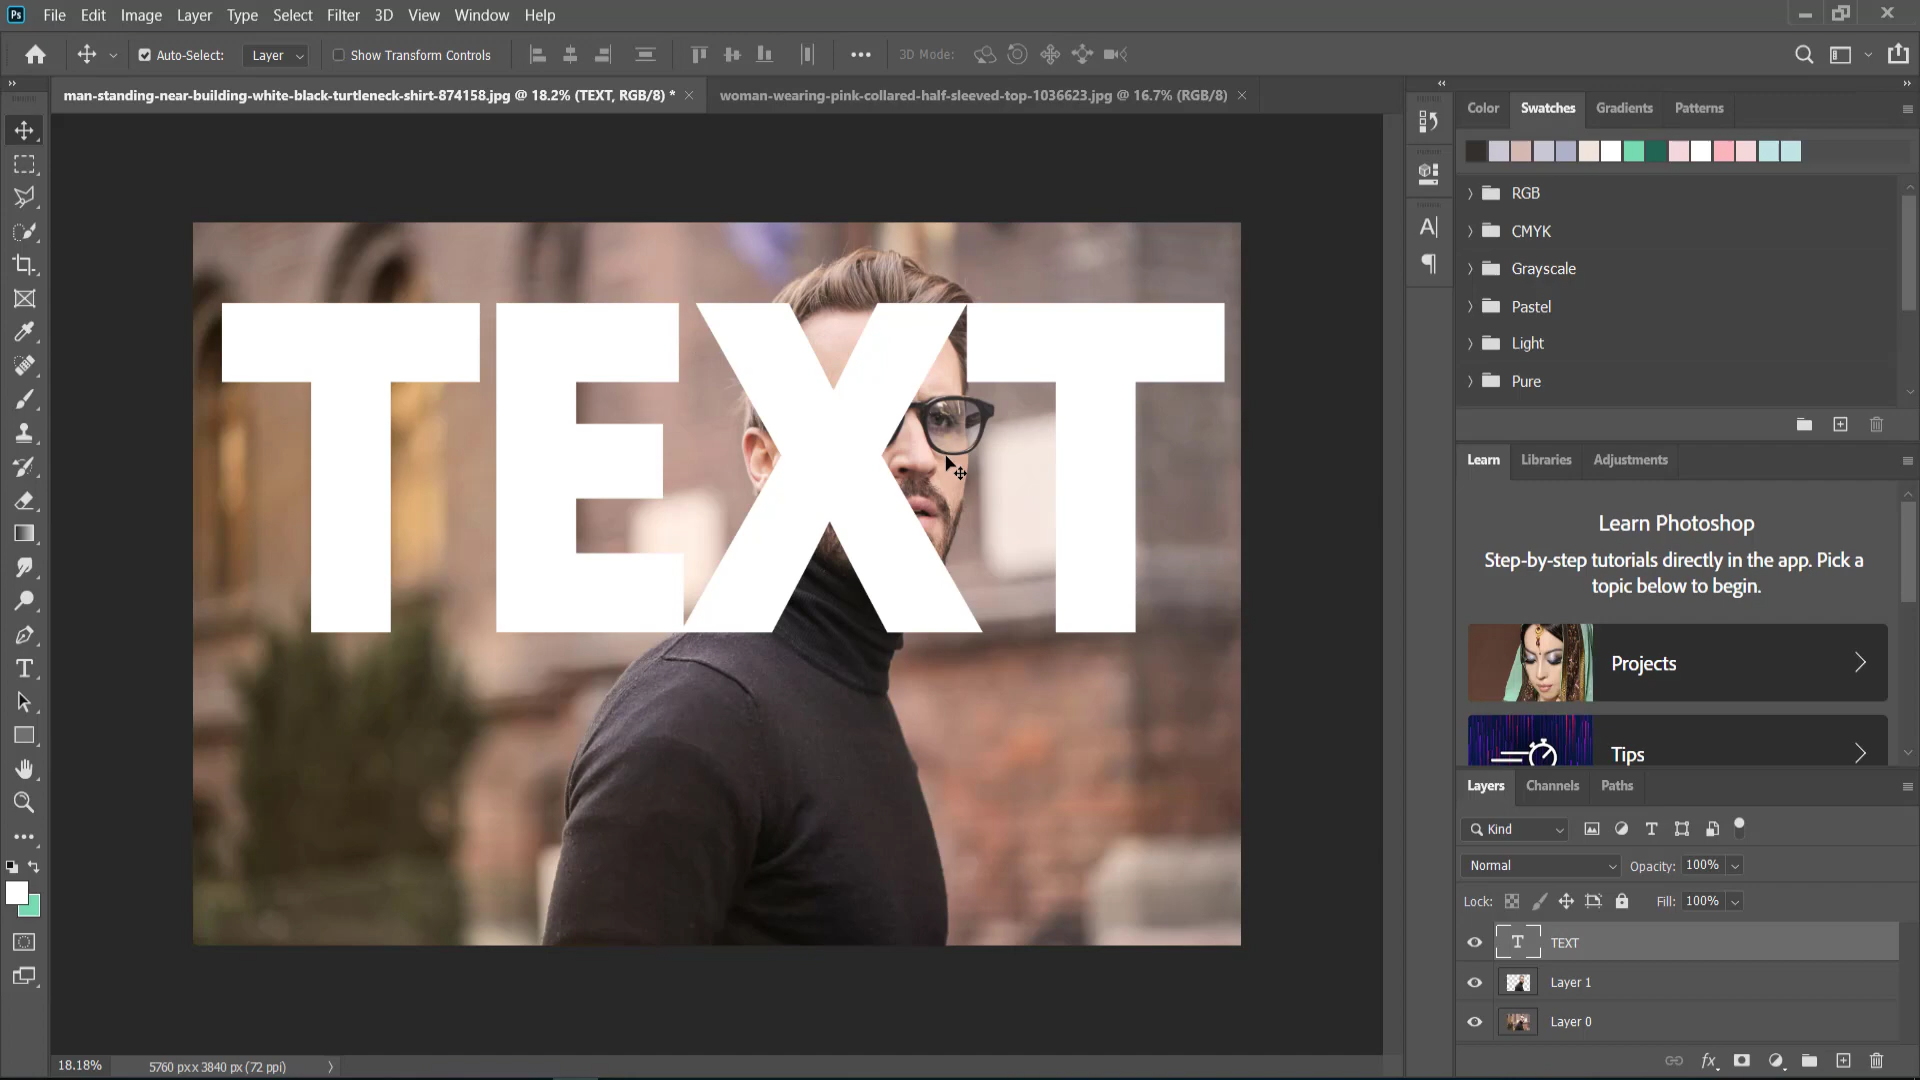 Ps File Edit Image Layer Type Select Filter 3D View Window Help
Auto-Select: Layer Show Transform Controls 3D Mode:
man-standing-near-building-white-black-turtleneck-shirt-874158.jpg @ 18.2% (TEXT, RGB/8) * woman-wearing-pink-collared-half-sleeved-top-1036623.jpg @ 16.7% (RGB/8)
Color Swatches Gradients Patterns
RGB
CMYK
Grayscale
Pastel
Light
Pure
TEXT
Learn Libraries Adjustments
Learn Photoshop
Step-by-step tutorials directly in the app. Pick a
topic below to begin.
Projects
Tips
Layers Channels Paths
Kind
Normal Opacity: 100%
Lock: Fill: 100%
T TEXT
Layer 1
Layer 0
18.18% 5760 px x 3840 px (72 ppi)
fx